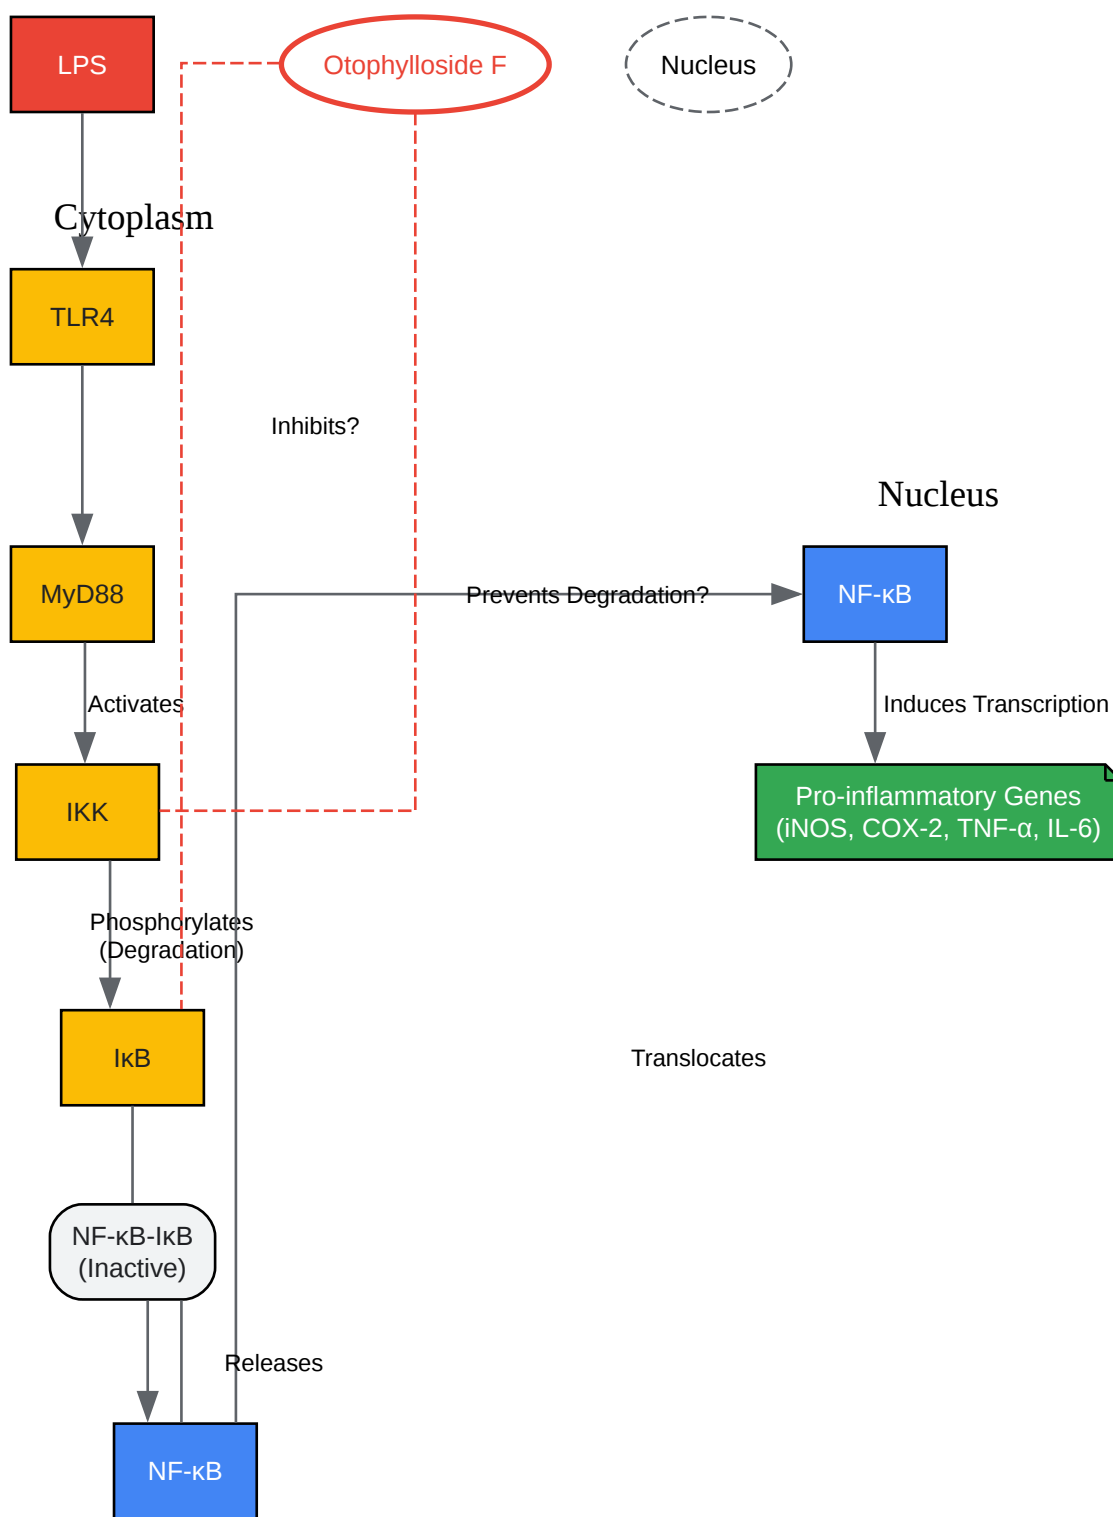 LPS
Otophylloside F
Nucleus
Cytoplasm
TLR4
Inhibits?
Nucleus
MyD88
Prevents Degradation?
NF-κB
Activates
Induces Transcription
IKK
Pro-inflammatory Genes
(iNOS, COX-2, TNF-α, IL-6)
Phosphorylates
(Degradation)
IκB
Translocates
NF-κB-IκB
(Inactive)
Releases
NF-κB